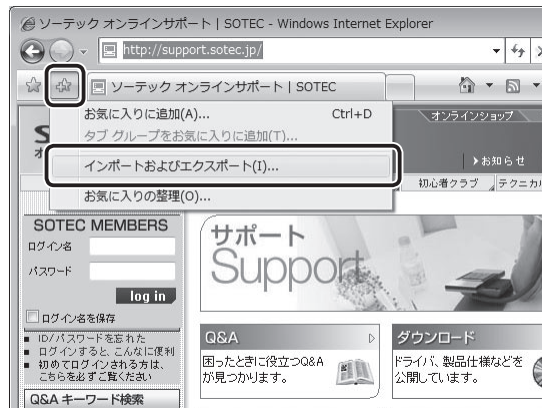 ソーテック オンラインサポート | SOTEC - Windows Internet Explorer
http://support.sotec.jp/
ソーテック オンラインサポート | SOTEC
お気に入りに追加(A)... Ctrl+D
タブ グループをお気に入りに追加(T)...
インポートおよびエクスポート(I)...
お気に入りの整理(O)...
オンラインショップ
お知らせ
初心者クラブ
SOTEC MEMBERS
ログイン名
パスワード
log in
ログイン名を保存
ID/パスワードを忘れた
ログインすると、こんなに便利
初めてログインされる方は、
こちらを必ずご覧ください
Q&A キーワード検索
サポート
Support
Q&A
困ったときに役立つQ&A
が見つかります。
ダウンロード
ドライバ、製品仕様などを
公開しています。